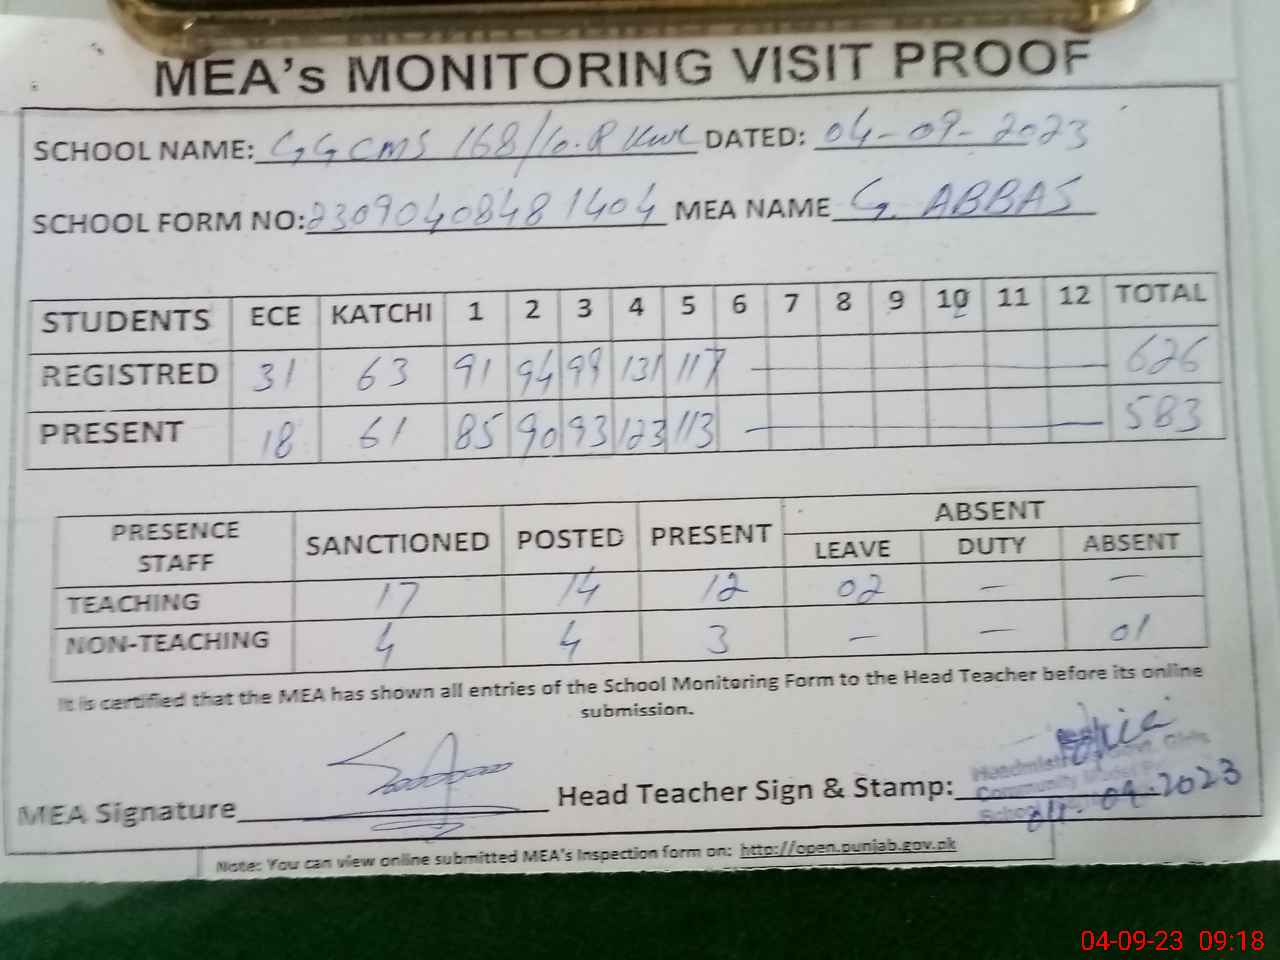 MEA's MONITORING VISIT PROOF
SCHOOL NAME: GGCMS 168/10.R KWL DATED: 04-09-2023
SCHOOL FORM NO: 23090408481404 MEA NAME G. ABBAS
STUDENTS ECE KATCHI 1 2 3 4 5 6 7 8 9 10 11 12 TOTAL
REGISTRED 31 63 91 94 99 131 117 — 626
PRESENT 18 61 85 90 93 123 113 — 583
PRESENCE STAFF SANCTIONED POSTED PRESENT ABSENT
LEAVE DUTY ABSENT
TEACHING 17 14 12 02 — —
NON-TEACHING 4 4 3 — — 01
It is certified that the MEA has shown all entries of the School Monitoring Form to the Head Teacher before its online
submission.
MEA Signature Head Teacher Sign & Stamp:
Community Model
School
04.09.2023
Note: You can view online submitted MEA's Inspection form on: http://open.punjab.gov.pk
04-09-23 09:18